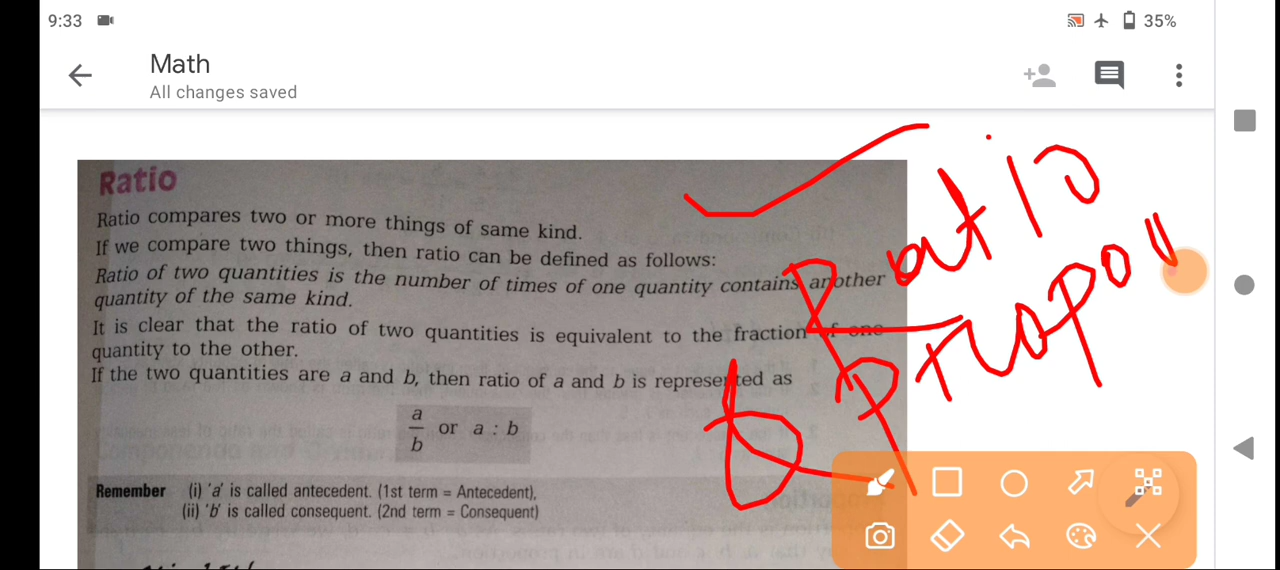 9:33
35%
Math
All changes saved
Ratio
Ratio compares two or more things of same kind.
If we compare two things, then ratio can be defined as follows:
Ratio of two quantities is the number of times of one quantity contains another
quantity of the same kind.
It is clear that the ratio of two quantities is equivalent to the fraction of one
quantity to the other.
If the two quantities are a and b, then ratio of a and b is represented as
a/b or a : b
Remember (i) 'a' is called antecedent. (1st term = Antecedent),
(ii) 'b' is called consequent. (2nd term = Consequent)
Ratio
& Propo